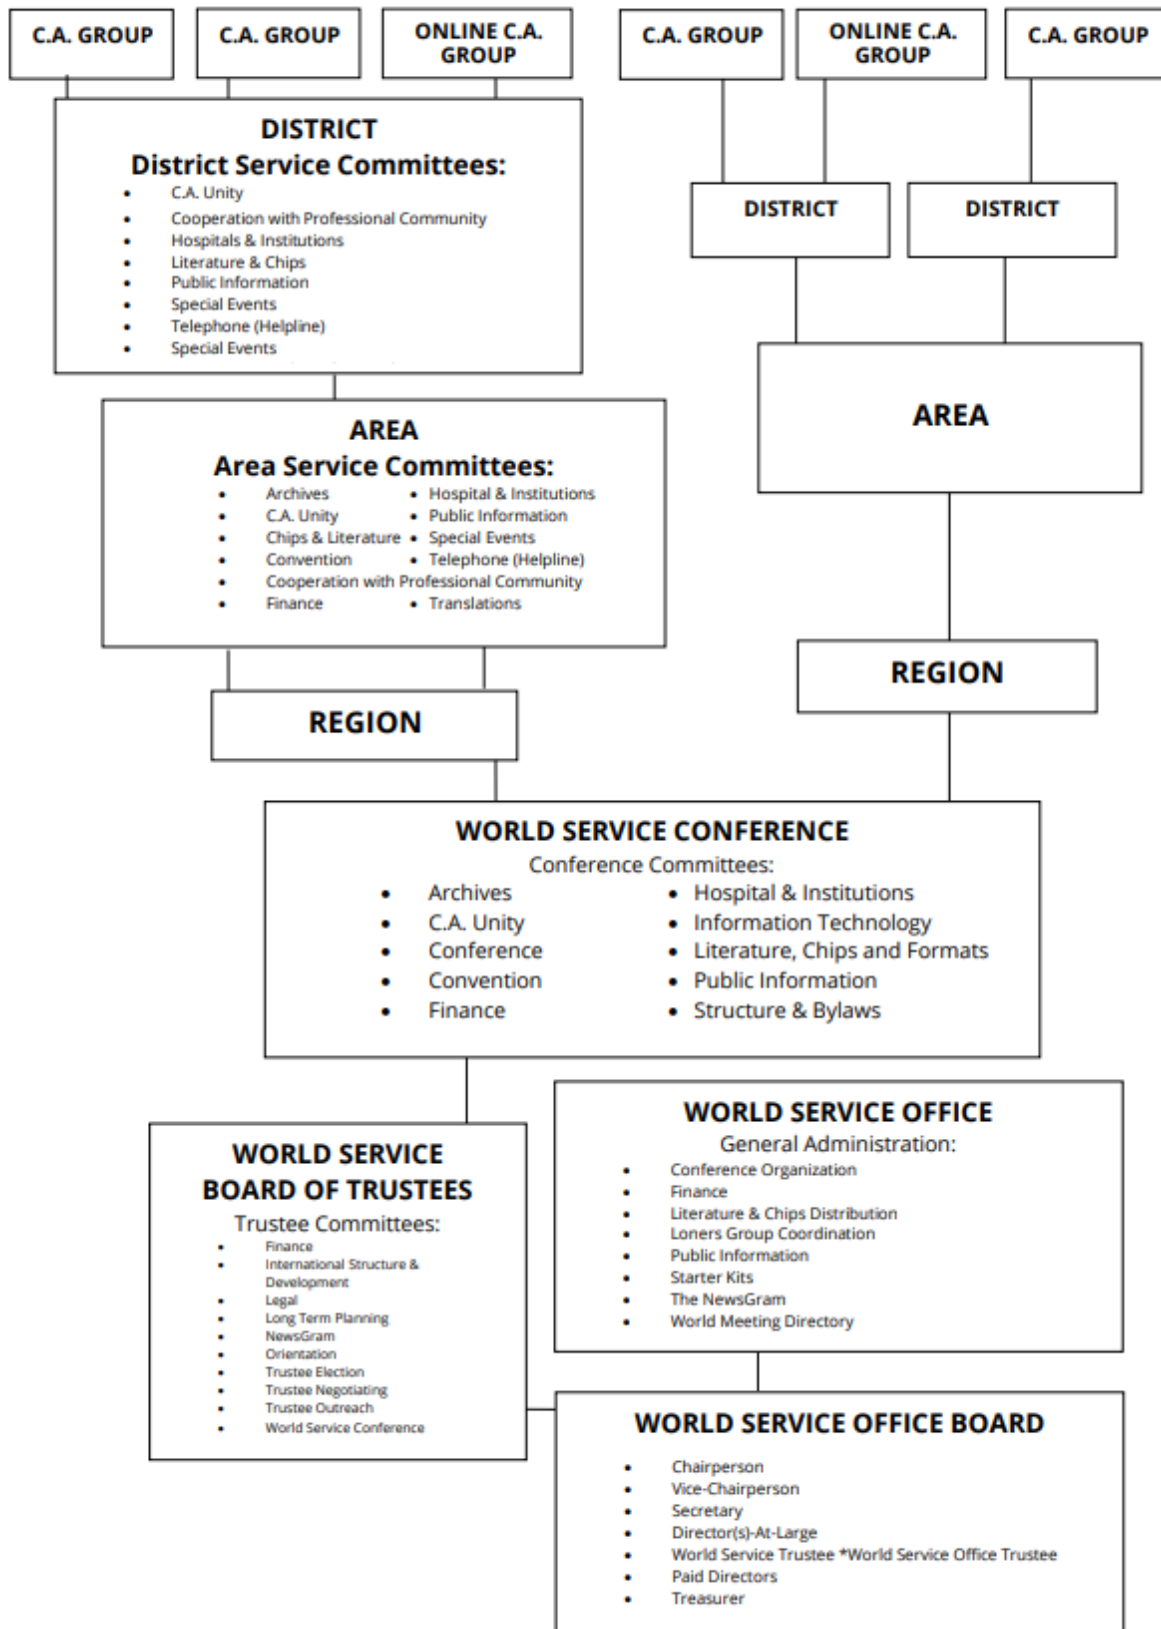 C.A. GROUP
C.A. GROUP
ONLINE C.A.
GROUP
C.A. GROUP
ONLINE C.A.
GROUP
C.A. GROUP
DISTRICT
District Service Committees:
• C.A. Unity
• Cooperation with Professional Community
• Hospitals & Institutions
• Literature & Chips
• Public Information
• Special Events
• Telephone (Helpline)
• Special Events
DISTRICT
DISTRICT
AREA
Area Service Committees:
• Archives • Hospital & Institutions
• C.A. Unity • Public Information
• Chips & Literature • Special Events
• Convention • Telephone (Helpline)
• Cooperation with Professional Community
• Finance • Translations
AREA
REGION
REGION
WORLD SERVICE CONFERENCE
Conference Committees:
• Archives • Hospital & Institutions
• C.A. Unity • Information Technology
• Conference • Literature, Chips and Formats
• Convention • Public Information
• Finance • Structure & Bylaws
WORLD SERVICE
BOARD OF TRUSTEES
Trustee Committees:
• Finance
• International Structure &
Development
• Legal
• Long Term Planning
• NewsGram
• Orientation
• Trustee Election
• Trustee Negotiating
• Trustee Outreach
• World Service Conference
WORLD SERVICE OFFICE
General Administration:
• Conference Organization
• Finance
• Literature & Chips Distribution
• Loners Group Coordination
• Public Information
• Starter Kits
• The NewsGram
• World Meeting Directory
WORLD SERVICE OFFICE BOARD
• Chairperson
• Vice-Chairperson
• Secretary
• Director(s)-At-Large
• World Service Trustee *World Service Office Trustee
• Paid Directors
• Treasurer